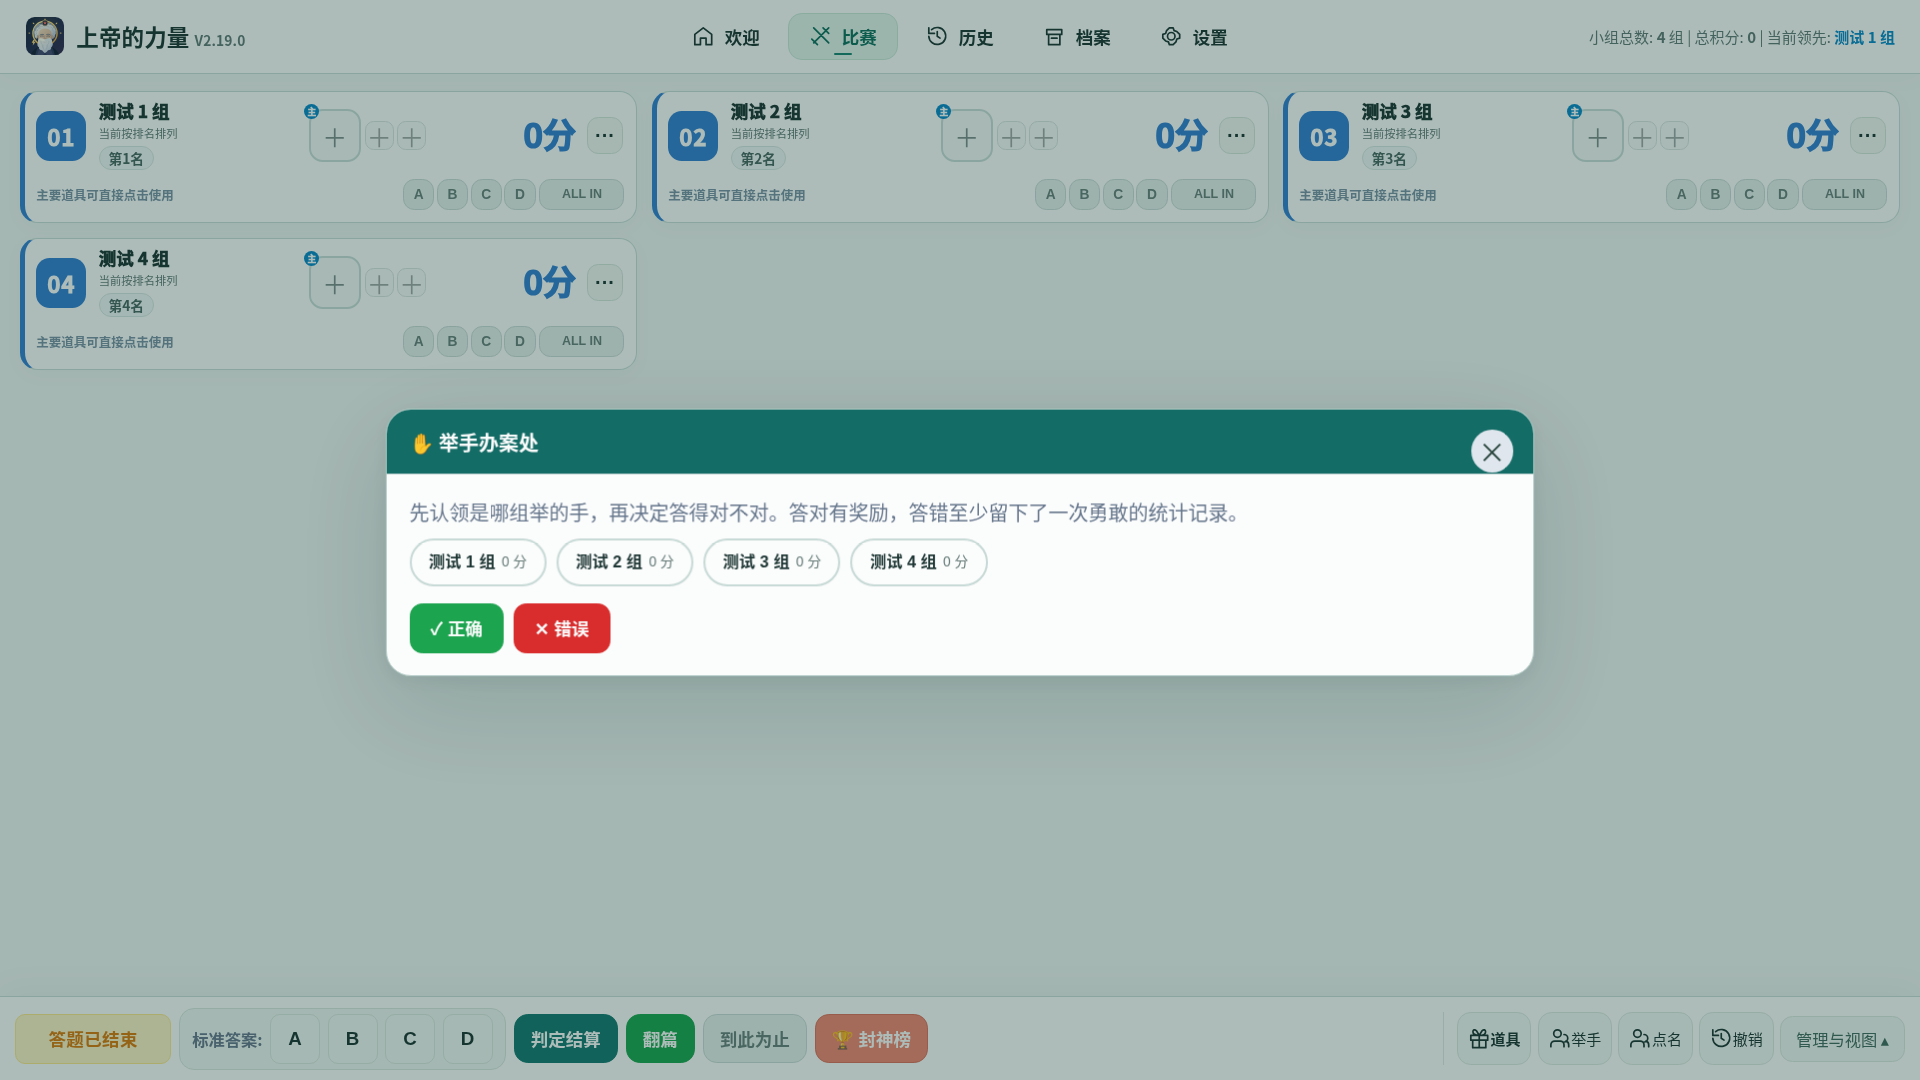 上帝的力量 V2.19.0
欢迎
比赛
历史
档案
设置
小组总数: 4 组 | 总积分: 0 | 当前领先: 测试 1 组
01
测试 1 组
当前按排名排列
第1名
主
0分
主要道具可直接点击使用
A B C D ALL IN
02
测试 2 组
当前按排名排列
第2名
主
0分
主要道具可直接点击使用
A B C D ALL IN
03
测试 3 组
当前按排名排列
第3名
主
0分
主要道具可直接点击使用
A B C D ALL IN
04
测试 4 组
当前按排名排列
第4名
主
0分
主要道具可直接点击使用
A B C D ALL IN
✋ 举手办案处
先认领是哪组举的手，再决定答得对不对。答对有奖励，答错至少留下了一次勇敢的统计记录。
测试 1 组 0 分
测试 2 组 0 分
测试 3 组 0 分
测试 4 组 0 分
✓ 正确
✕ 错误
答题已结束
标准答案: A B C D
判定结算
翻篇
到此为止
🏆 封神榜
道具
举手
点名
撤销
管理与视图 ▴